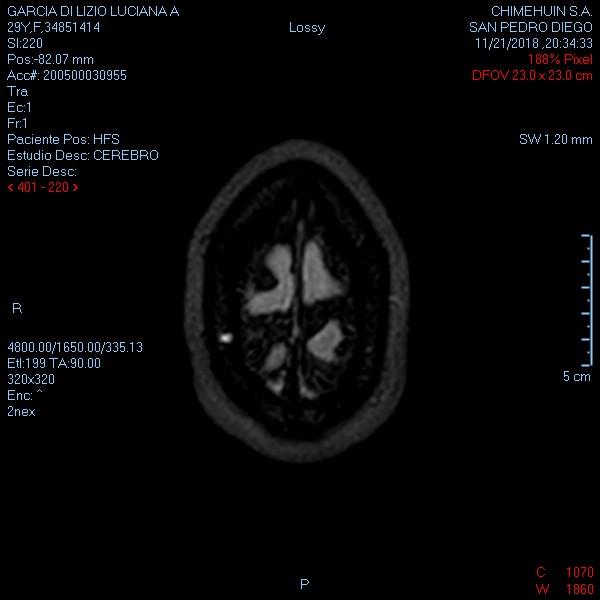 GARCIA DI LIZIO LUCIANA A
29Y,F,34851414
Sl:220
Pos:-82.07 mm
Acc#: 200500030955
Tra
Ec:1
Fr:1
Paciente Pos: HFS
Estudio Desc: CEREBRO
Serie Desc:
< 401 - 220 >
Lossy
CHIMEHUIN S.A.
SAN PEDRO DIEGO
11/21/2018 ,20:34:33
188% Pixel
DFOV 23.0 x 23.0 cm
SW 1.20 mm
R
4800.00/1650.00/335.13
Etl:199 TA:90.00
320x320
Enc: ^
2nex
5 cm
P
C 1070
W 1860